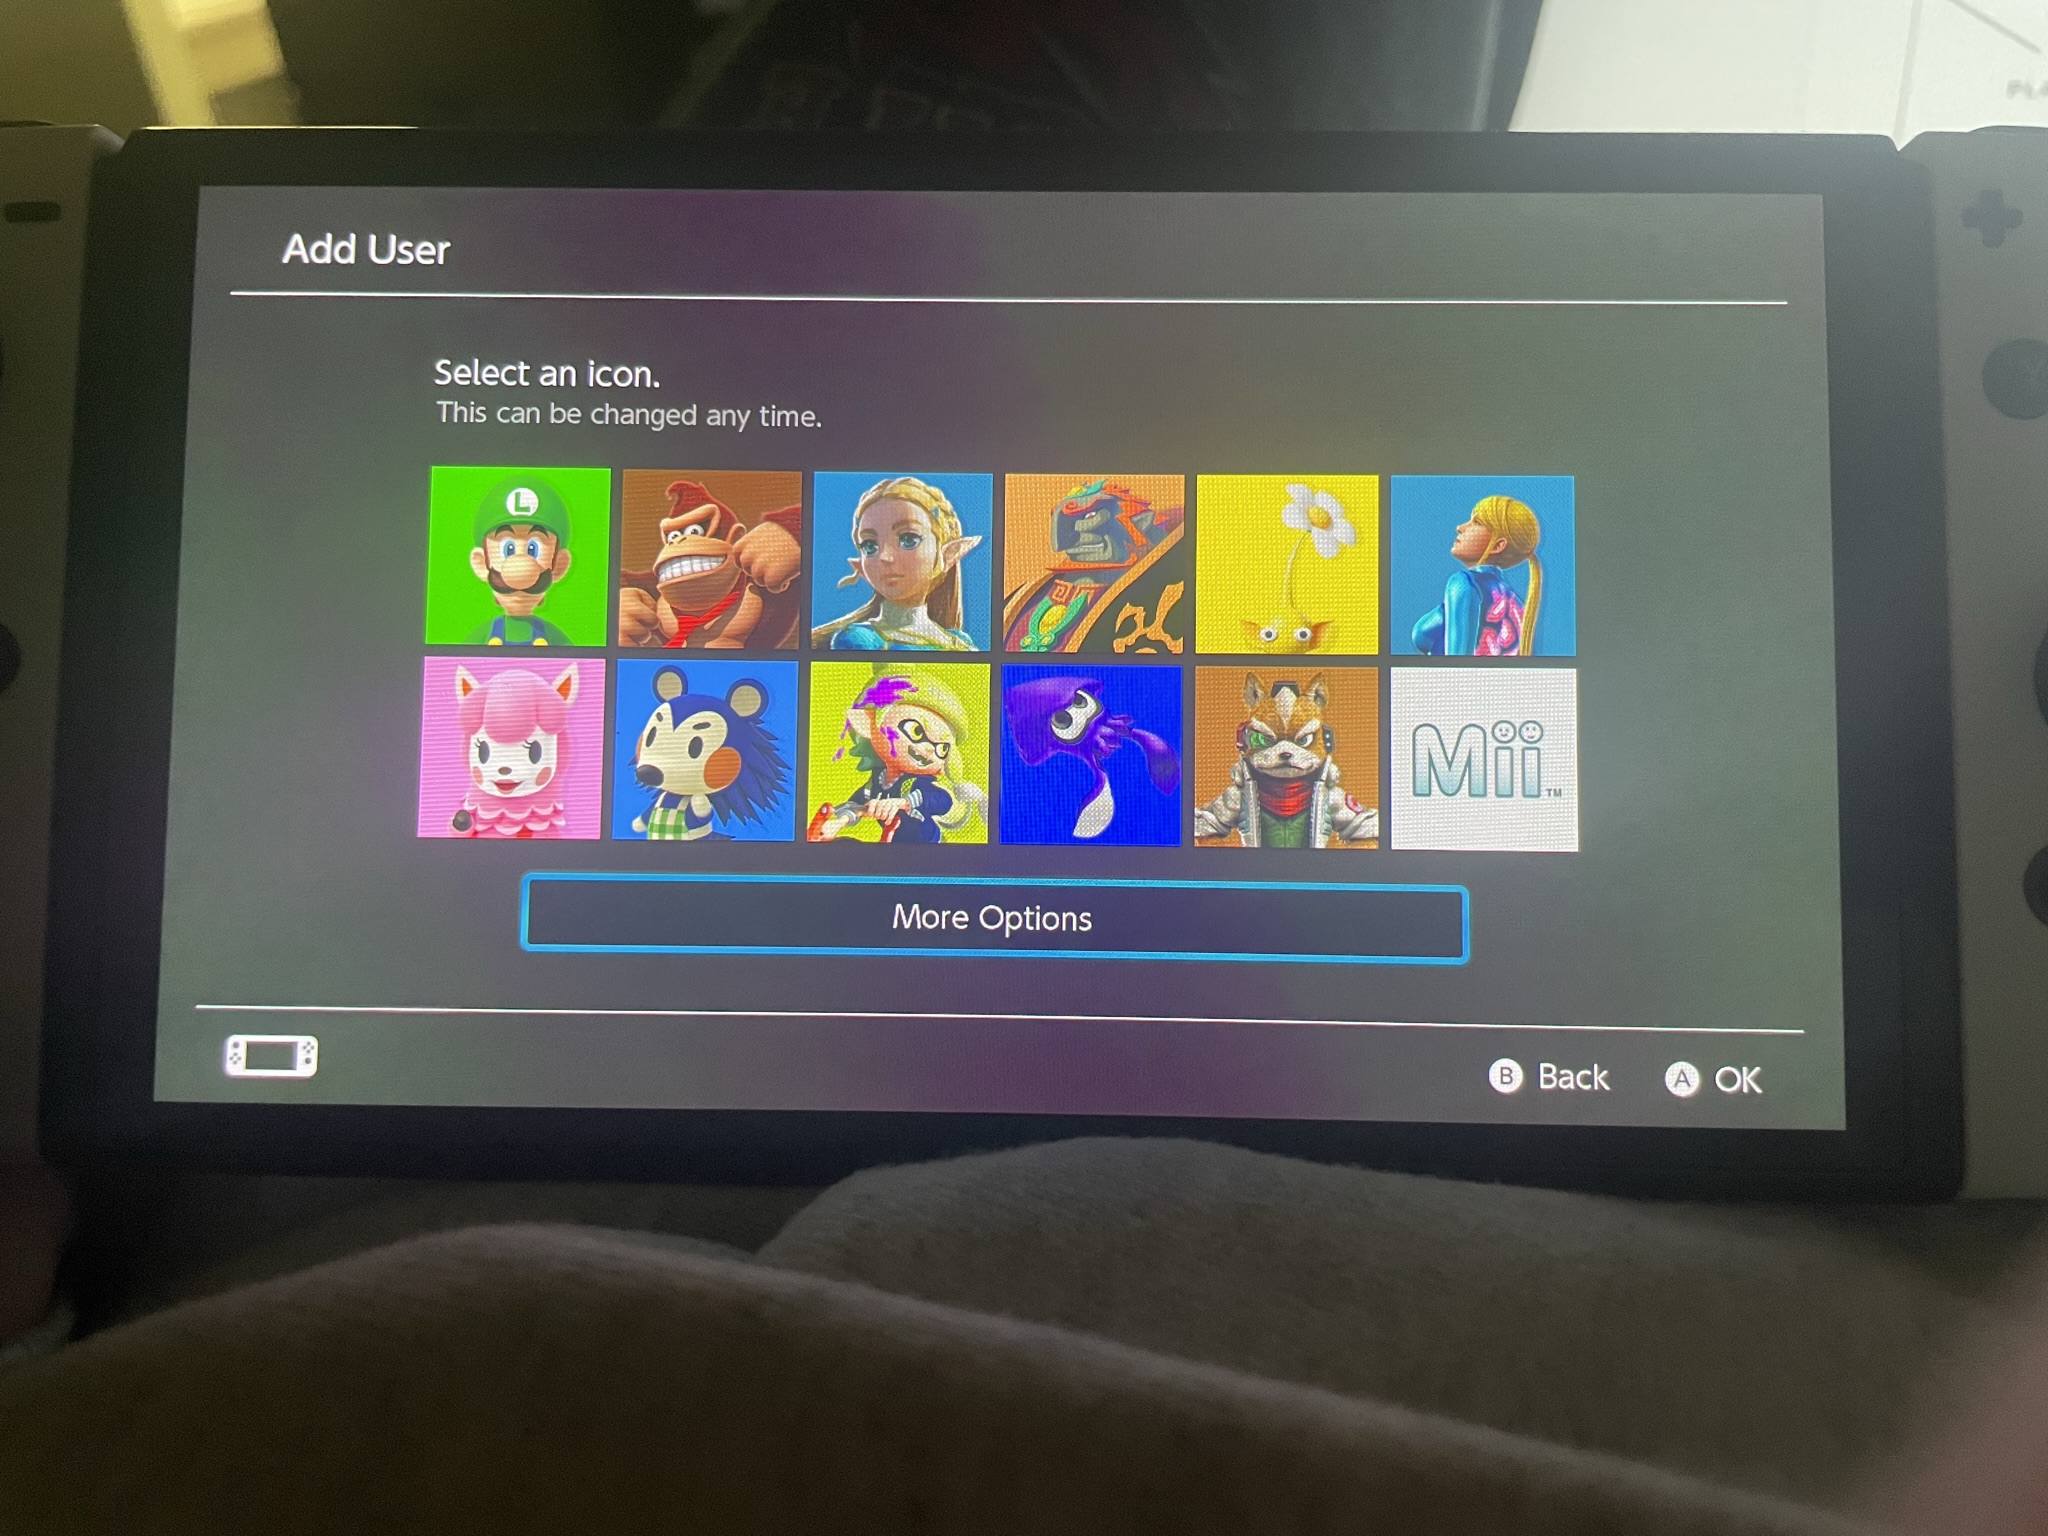 Add User
Select an icon.
This can be changed any time.
L
Mii™
More Options
B Back A OK